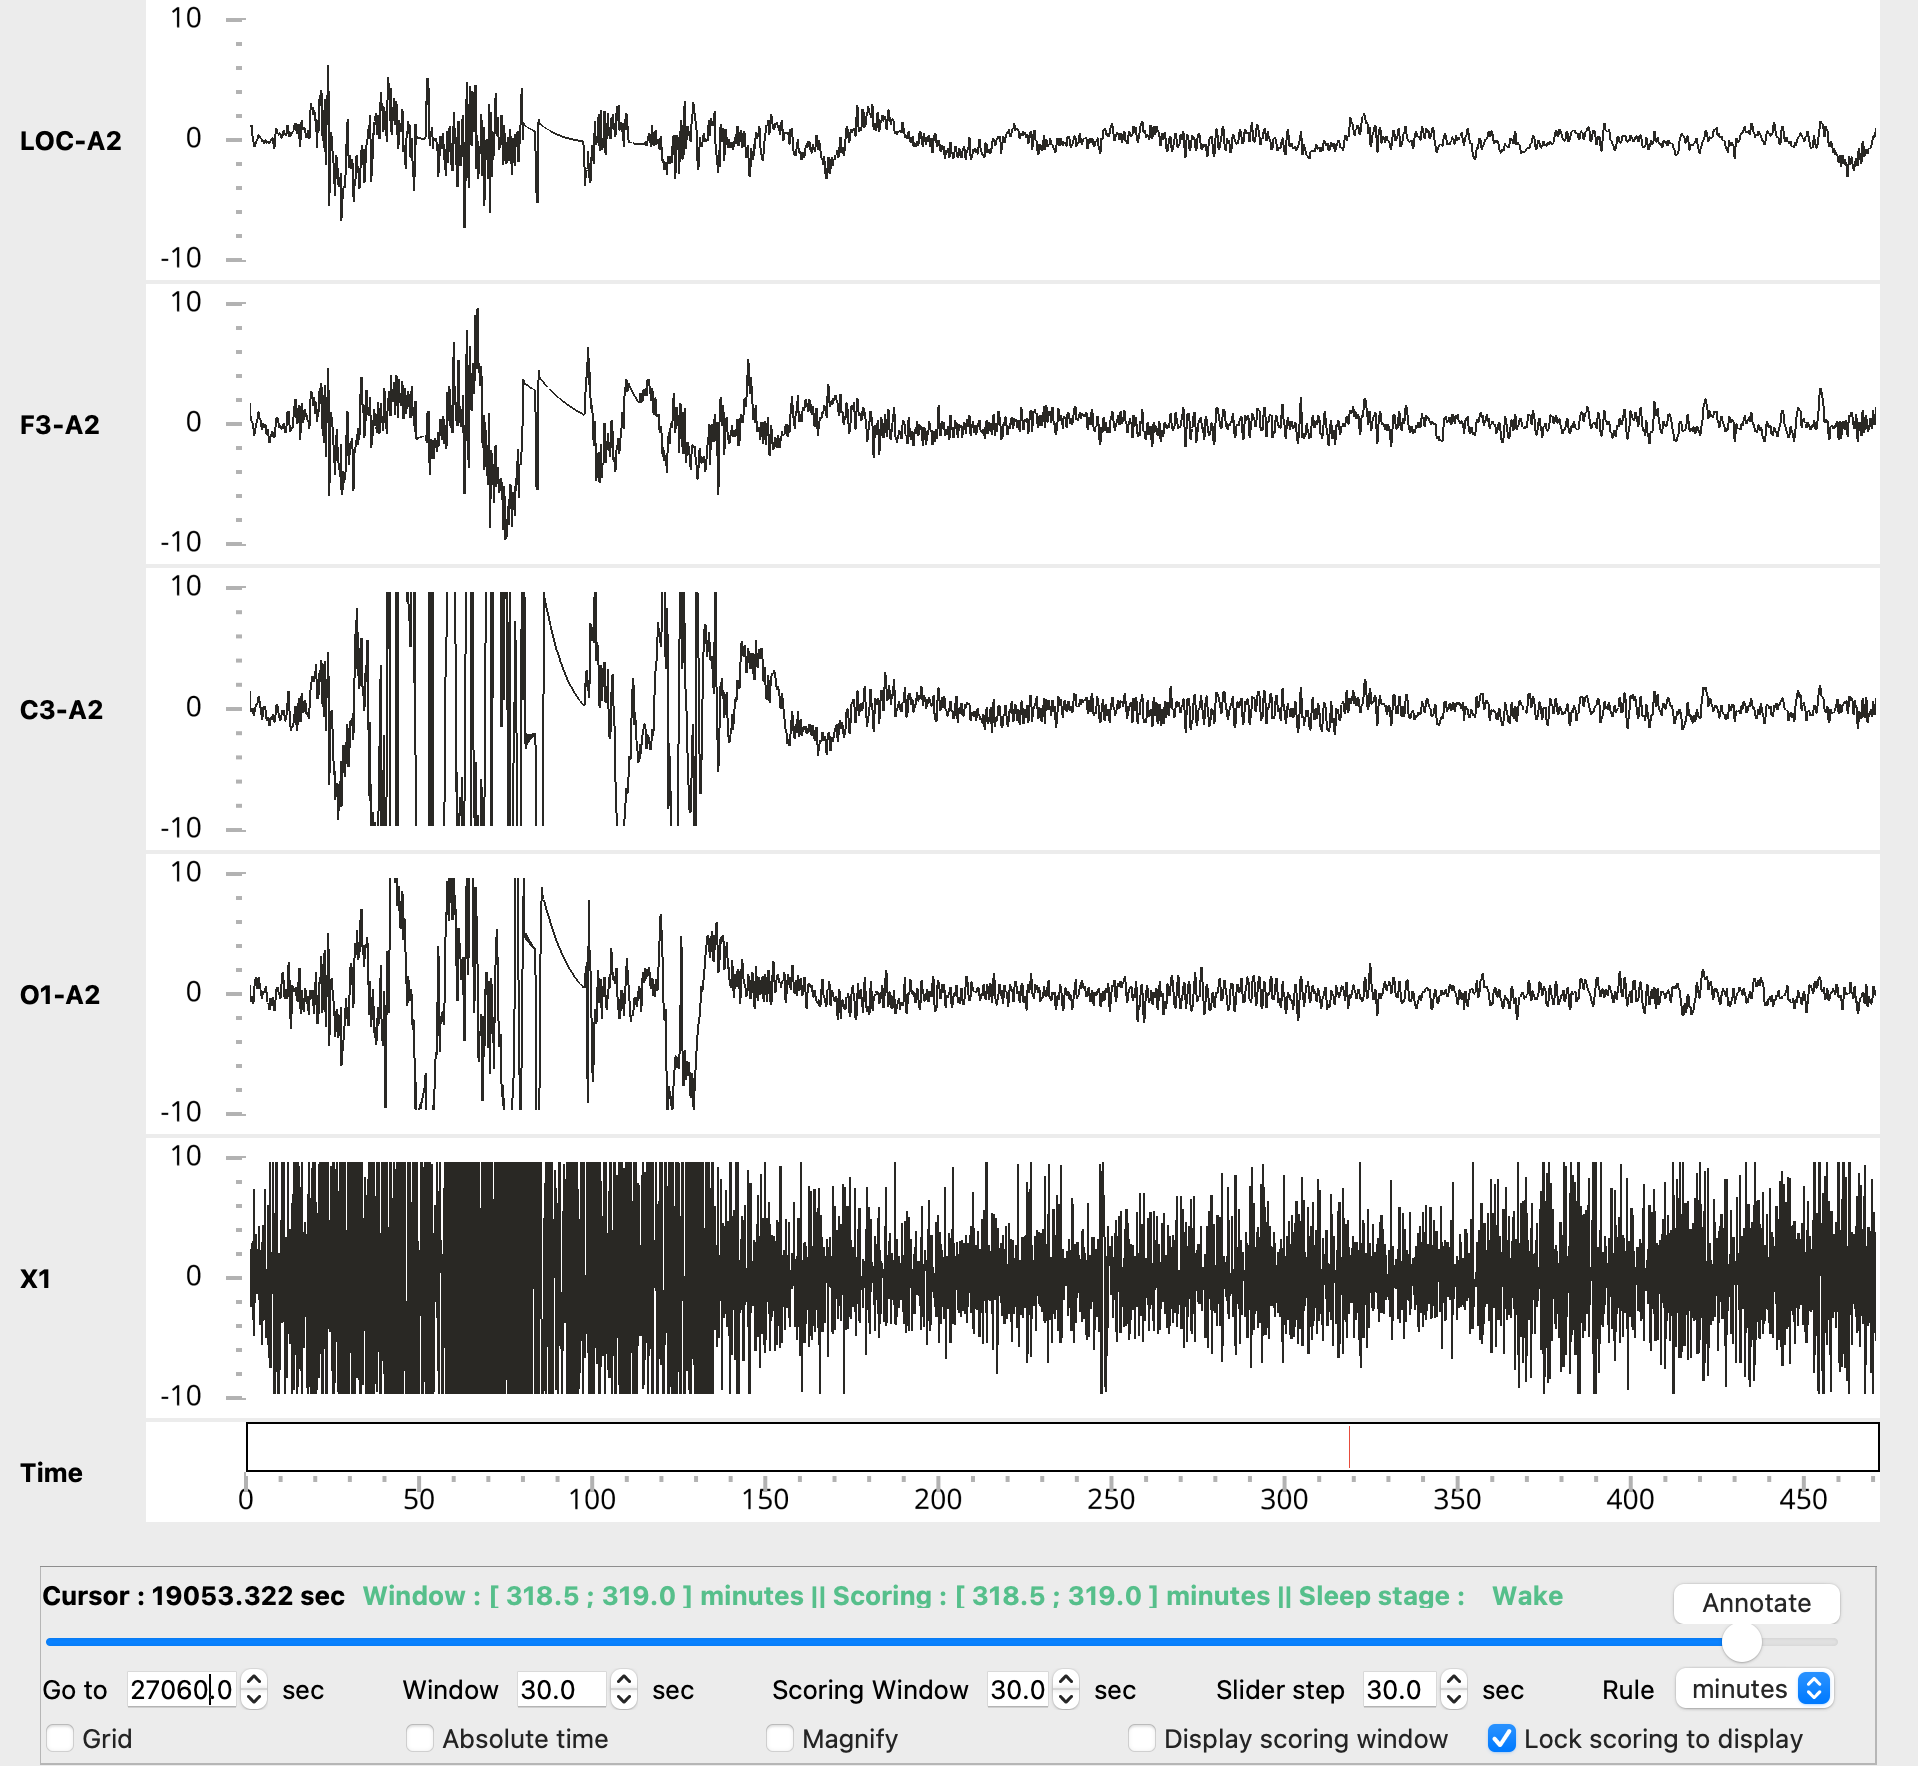 10
LOC-A2 0
-10
10
F3-A2 0
-10
10
C3-A2 0
-10
10
O1-A2 0
-10
10
X1 0
-10
Time
0 50 100 150 200 250 300 350 400 450
Cursor : 19053.322 sec Window : [ 318.5 ; 319.0 ] minutes || Scoring : [ 318.5 ; 319.0 ] minutes || Sleep stage : Wake Annotate
Go to 27060.0 sec Window 30.0 sec Scoring Window 30.0 sec Slider step 30.0 sec Rule minutes
Grid Absolute time Magnify Display scoring window Lock scoring to display